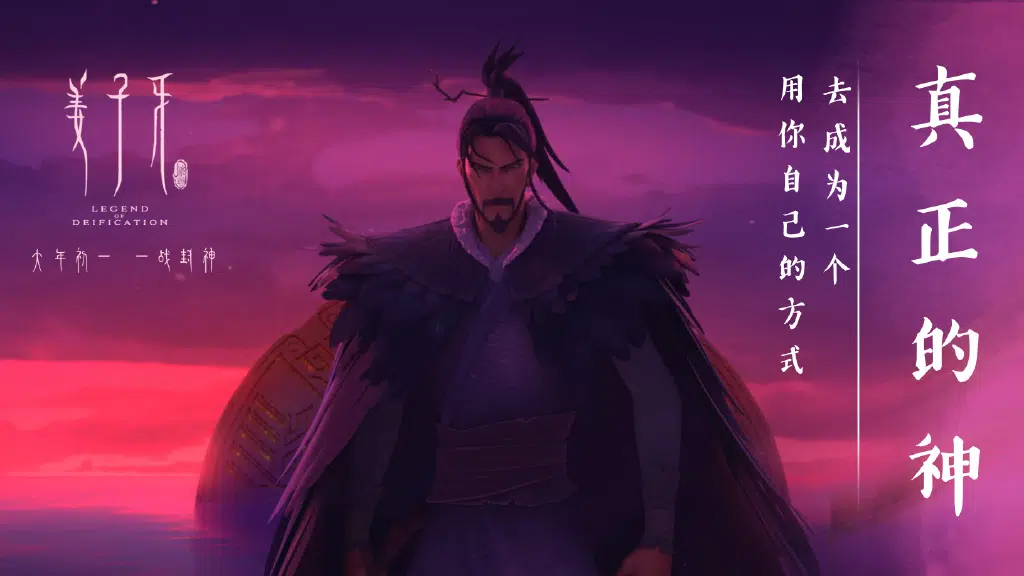 姜子牙
LEGEND
OF
DEIFICATION
大年初一 一战封神
用你自己的方式
去成为一个
真正的神